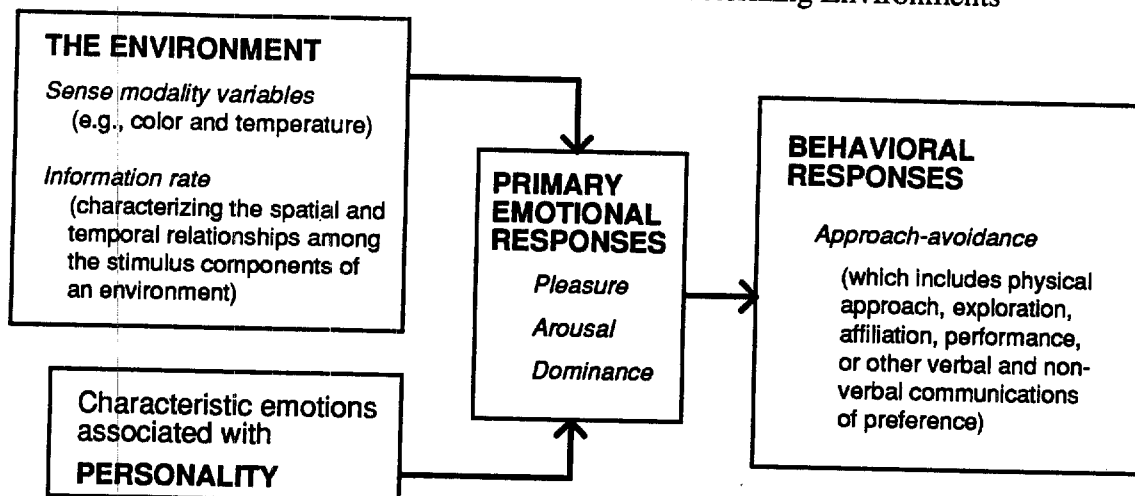 Environments
THE ENVIRONMENT
Sense modality variables
(e.g., color and temperature)
Information rate
(characterizing the spatial and
temporal relationships among
the stimulus components of
an environment)
Characteristic emotions
associated with
PERSONALITY
PRIMARY
EMOTIONAL
RESPONSES
Pleasure
Arousal
Dominance
BEHAVIORAL
RESPONSES
Approach-avoidance
(which includes physical
approach, exploration,
affiliation, performance,
or other verbal and non-
verbal communications
of preference)